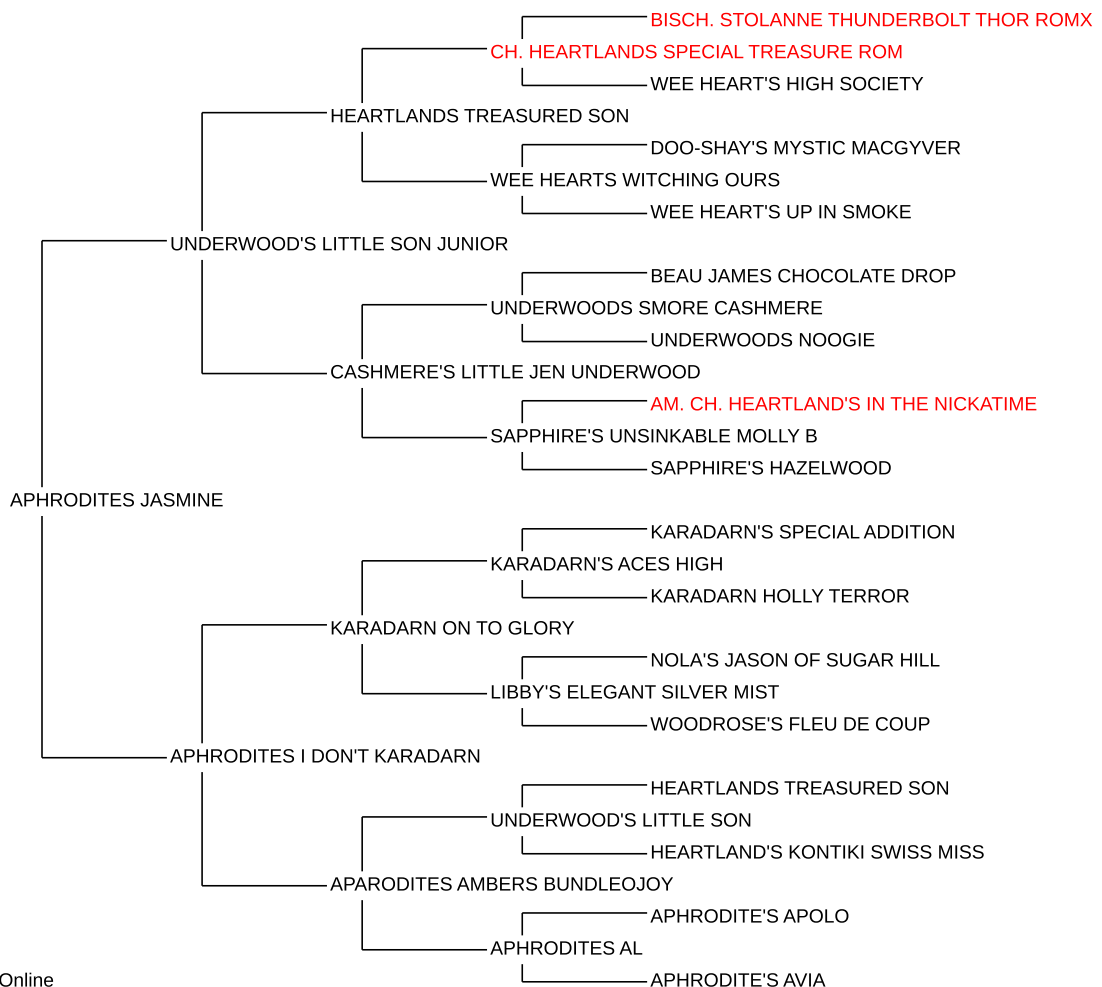 BISCH. STOLANNE THUNDERBOLT THOR ROMX
CH. HEARTLANDS SPECIAL TREASURE ROM
WEE HEART'S HIGH SOCIETY
HEARTLANDS TREASURED SON
DOO-SHAY'S MYSTIC MACGYVER
WEE HEARTS WITCHING OURS
WEE HEART'S UP IN SMOKE
UNDERWOOD'S LITTLE SON JUNIOR
BEAU JAMES CHOCOLATE DROP
UNDERWOODS SMORE CASHMERE
UNDERWOODS NOOGIE
CASHMERE'S LITTLE JEN UNDERWOOD
AM. CH. HEARTLAND'S IN THE NICKATIME
SAPPHIRE'S UNSINKABLE MOLLY B
SAPPHIRE'S HAZELWOOD
APHRODITES JASMINE
KARADARN'S SPECIAL ADDITION
KARADARN'S ACES HIGH
KARADARN HOLLY TERROR
KARADARN ON TO GLORY
NOLA'S JASON OF SUGAR HILL
LIBBY'S ELEGANT SILVER MIST
WOODROSE'S FLEU DE COUP
APHRODITES I DON'T KARADARN
HEARTLANDS TREASURED SON
UNDERWOOD'S LITTLE SON
HEARTLAND'S KONTIKI SWISS MISS
APARODITES AMBERS BUNDLEOJOY
APHRODITE'S APOLO
APHRODITES AL
APHRODITE'S AVIA
Online